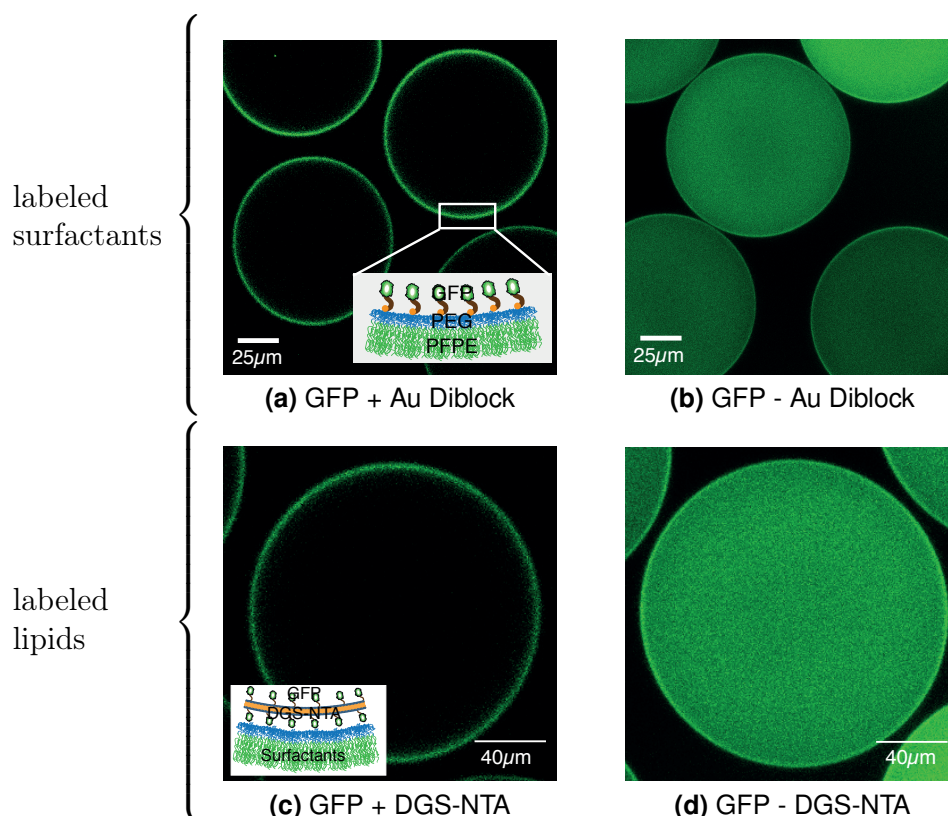 labeled
surfactants
GFP
PEG
PFPE
25μm
25μm
(a) GFP + Au Diblock
(b) GFP - Au Diblock
labeled
lipids
GFP
DGS-NTA
Surfactants
40μm
40μm
(c) GFP + DGS-NTA
(d) GFP - DGS-NTA